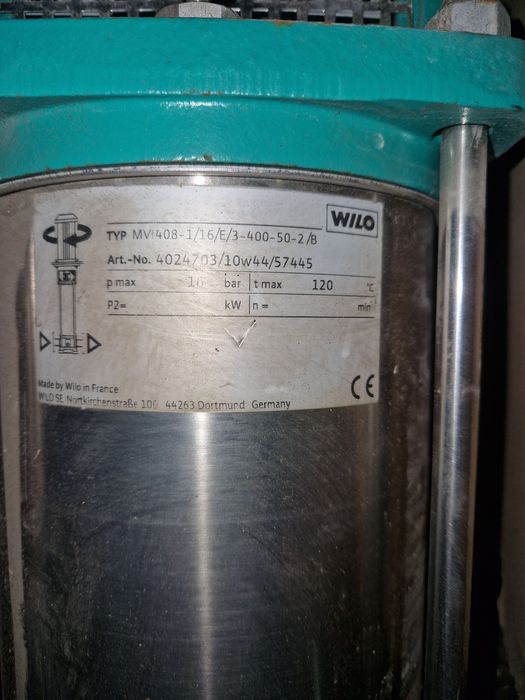 WILO
TYP MVI408-1/16/E/3-400-50-2/B
Art.-No. 4024703/10w44/57445
p max 16 bar t max 120 °C
P2= kW n = min
Made by Wilo in France
WILO SE Nortkirchenstraße 100 44263 Dortmund Germany
CE